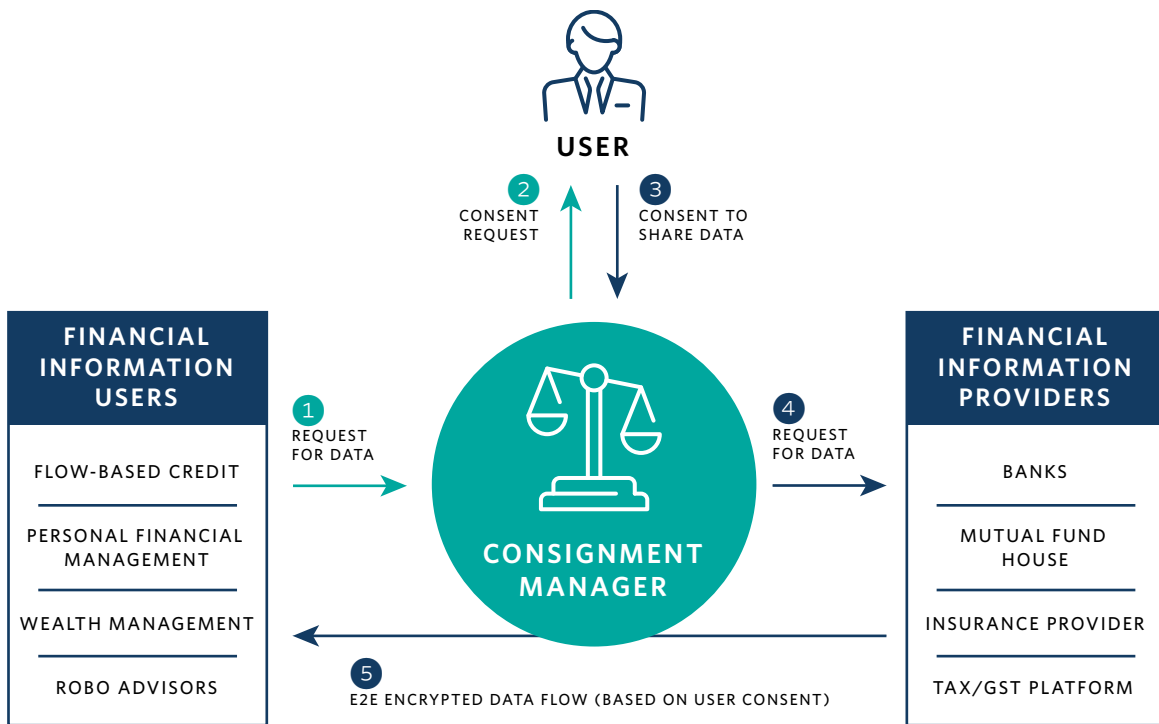 USER
2
CONSENT
REQUEST
3
CONSENT TO
SHARE DATA
FINANCIAL
INFORMATION
USERS
FLOW-BASED CREDIT
PERSONAL FINANCIAL
MANAGEMENT
WEALTH MANAGEMENT
ROBO ADVISORS
1
REQUEST
FOR DATA
CONSIGNMENT
MANAGER
4
REQUEST
FOR DATA
FINANCIAL
INFORMATION
PROVIDERS
BANKS
MUTUAL FUND
HOUSE
INSURANCE PROVIDER
TAX/GST PLATFORM
5
E2E ENCRYPTED DATA FLOW (BASED ON USER CONSENT)